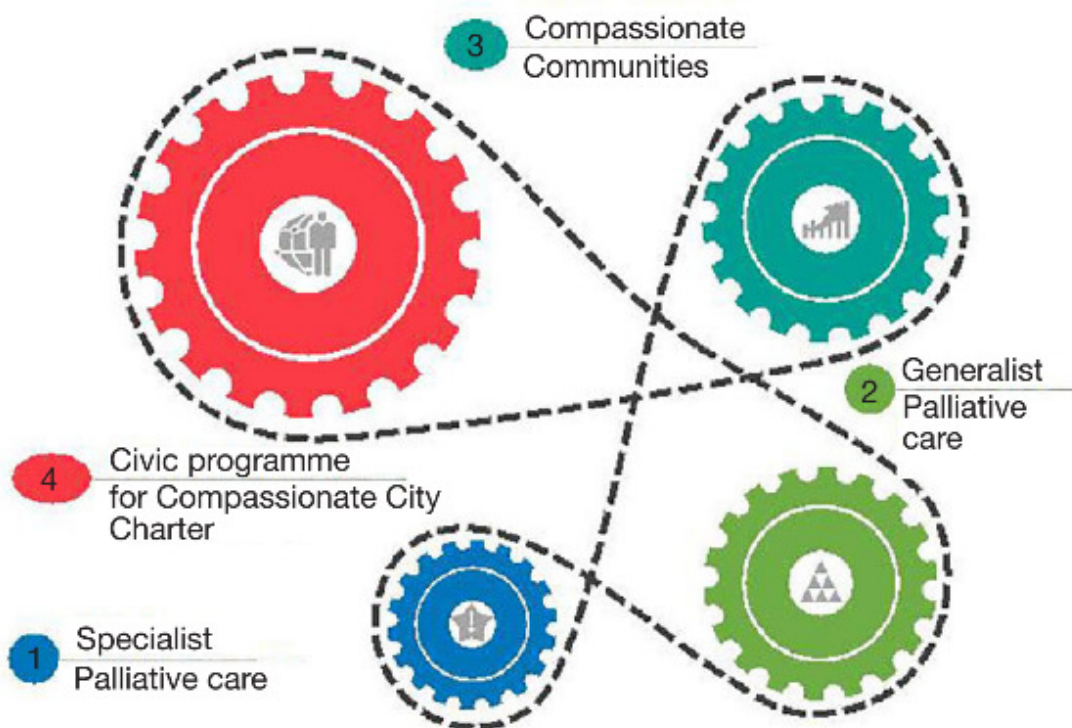 3 Compassionate
Communities
2 Generalist
Palliative
care
4 Civic programme
for Compassionate City
Charter
1 Specialist
Palliative care